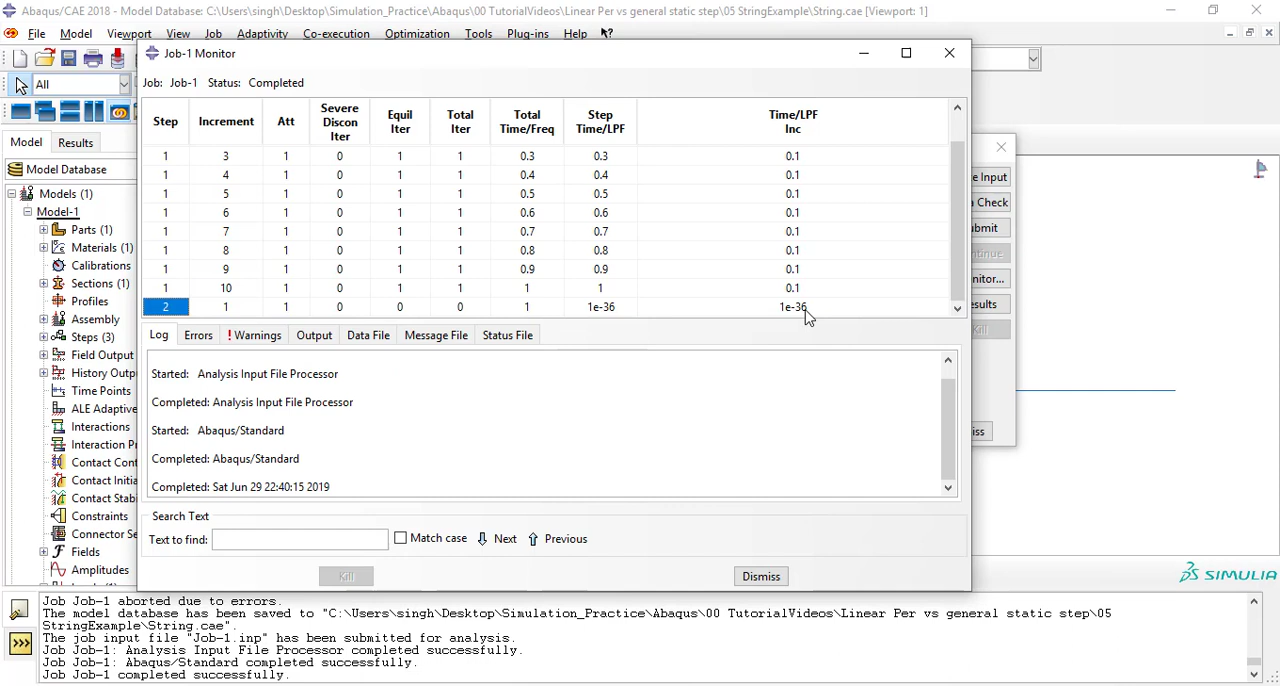 Abaqus/CAE 2018 - Model Database: C:\Users\singh\Desktop\Simulation_Practice\Abaqus\00 TutorialVideos\Linear Per vs general static step\05 StringExample\String.cae [Viewport: 1]
File Model Viewport View Job Adaptivity Co-execution Optimization Tools Plug-ins Help
All
Job-1 Monitor
Job: Job-1 Status: Completed
Step Increment Att Severe Discon Iter Equil Iter Total Iter Total Time/Freq Step Time/LPF Time/LPF Inc
1 3 1 0 1 1 0.3 0.3 0.1
1 4 1 0 1 1 0.4 0.4 0.1
1 5 1 0 1 1 0.5 0.5 0.1
1 6 1 0 1 1 0.6 0.6 0.1
1 7 1 0 1 1 0.7 0.7 0.1
1 8 1 0 1 1 0.8 0.8 0.1
1 9 1 0 1 1 0.9 0.9 0.1
1 10 1 0 1 1 1 1 0.1
2 1 1 0 0 0 1 1e-36 1e-36
Log Errors ! Warnings Output Data File Message File Status File
Started: Analysis Input File Processor
Completed: Analysis Input File Processor
Started: Abaqus/Standard
Completed: Abaqus/Standard
Completed: Sat Jun 29 22:40:15 2019
Search Text
Text to find: Match case Next Previous
Kill Dismiss
Model Results
Model Database
Models (1)
Model-1
Parts (1)
Materials (1)
Calibrations
Sections (1)
Profiles
Assembly
Steps (3)
Field Output
History Outp
Time Points
ALE Adaptive
Interactions
Interaction Pr
Contact Cont
Contact Initia
Contact Stabi
Constraints
Connector Se
Fields
Amplitudes
e Input
a Check
ubmit
ntinue
nitor...
esults
Kill
iss
SIMULIA
Job Job-1 aborted due to errors.
The model database has been saved to "C:\Users\singh\Desktop\Simulation_Practice\Abaqus\00 TutorialVideos\Linear Per vs general static step\05
StringExample\String.cae".
The job input file "Job-1.inp" has been submitted for analysis.
Job Job-1: Analysis Input File Processor completed successfully.
Job Job-1: Abaqus/Standard completed successfully.
Job Job-1 completed successfully.